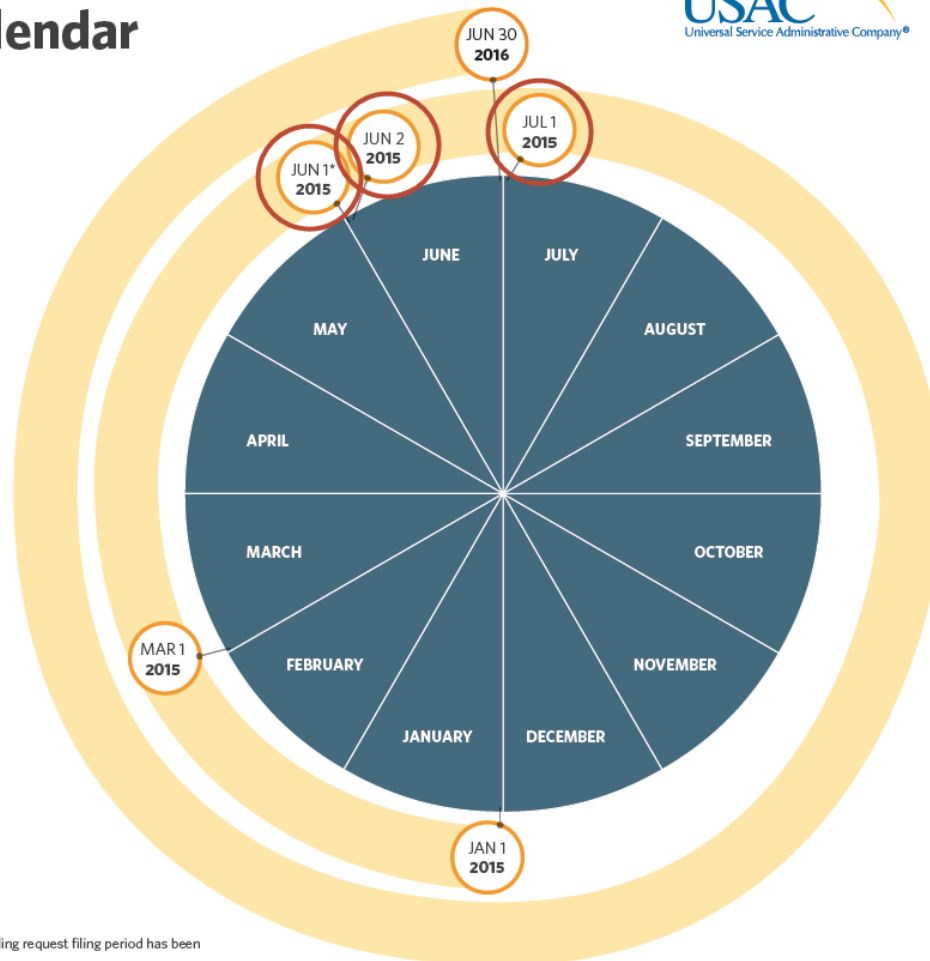 lendar
USAC
Universal Service Administrative Company®
JUN 30
2016
JUL 1
2015
JUN 2
2015
JUN 1*
2015
JUNE
JULY
MAY
AUGUST
APRIL
SEPTEMBER
MARCH
OCTOBER
MAR 1
2015
FEBRUARY
NOVEMBER
JANUARY
DECEMBER
JAN 1
2015
ling request filing period has been